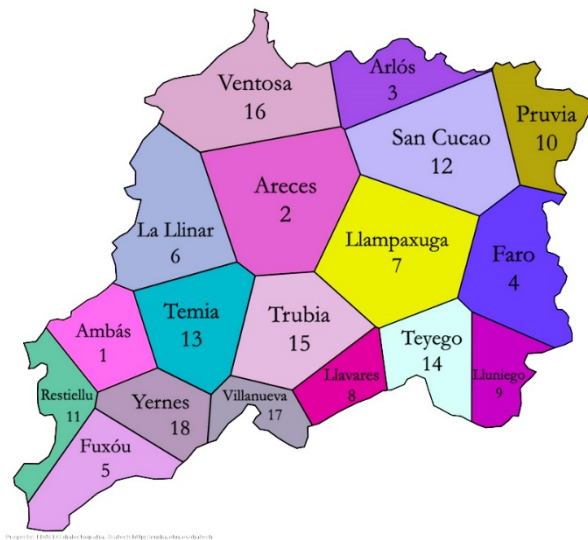 Ventosa
16
Arlós
3
Pruvia
10
San Cucao
12
Areces
2
La Llinar
6
Llampaxuga
7
Faro
4
Temia
13
Trubia
15
Ambás
1
Teyego
14
Llavares
8
Lluniego
9
Restiellu
11
Yernes
18
Villanueva
17
Fuxóu
5